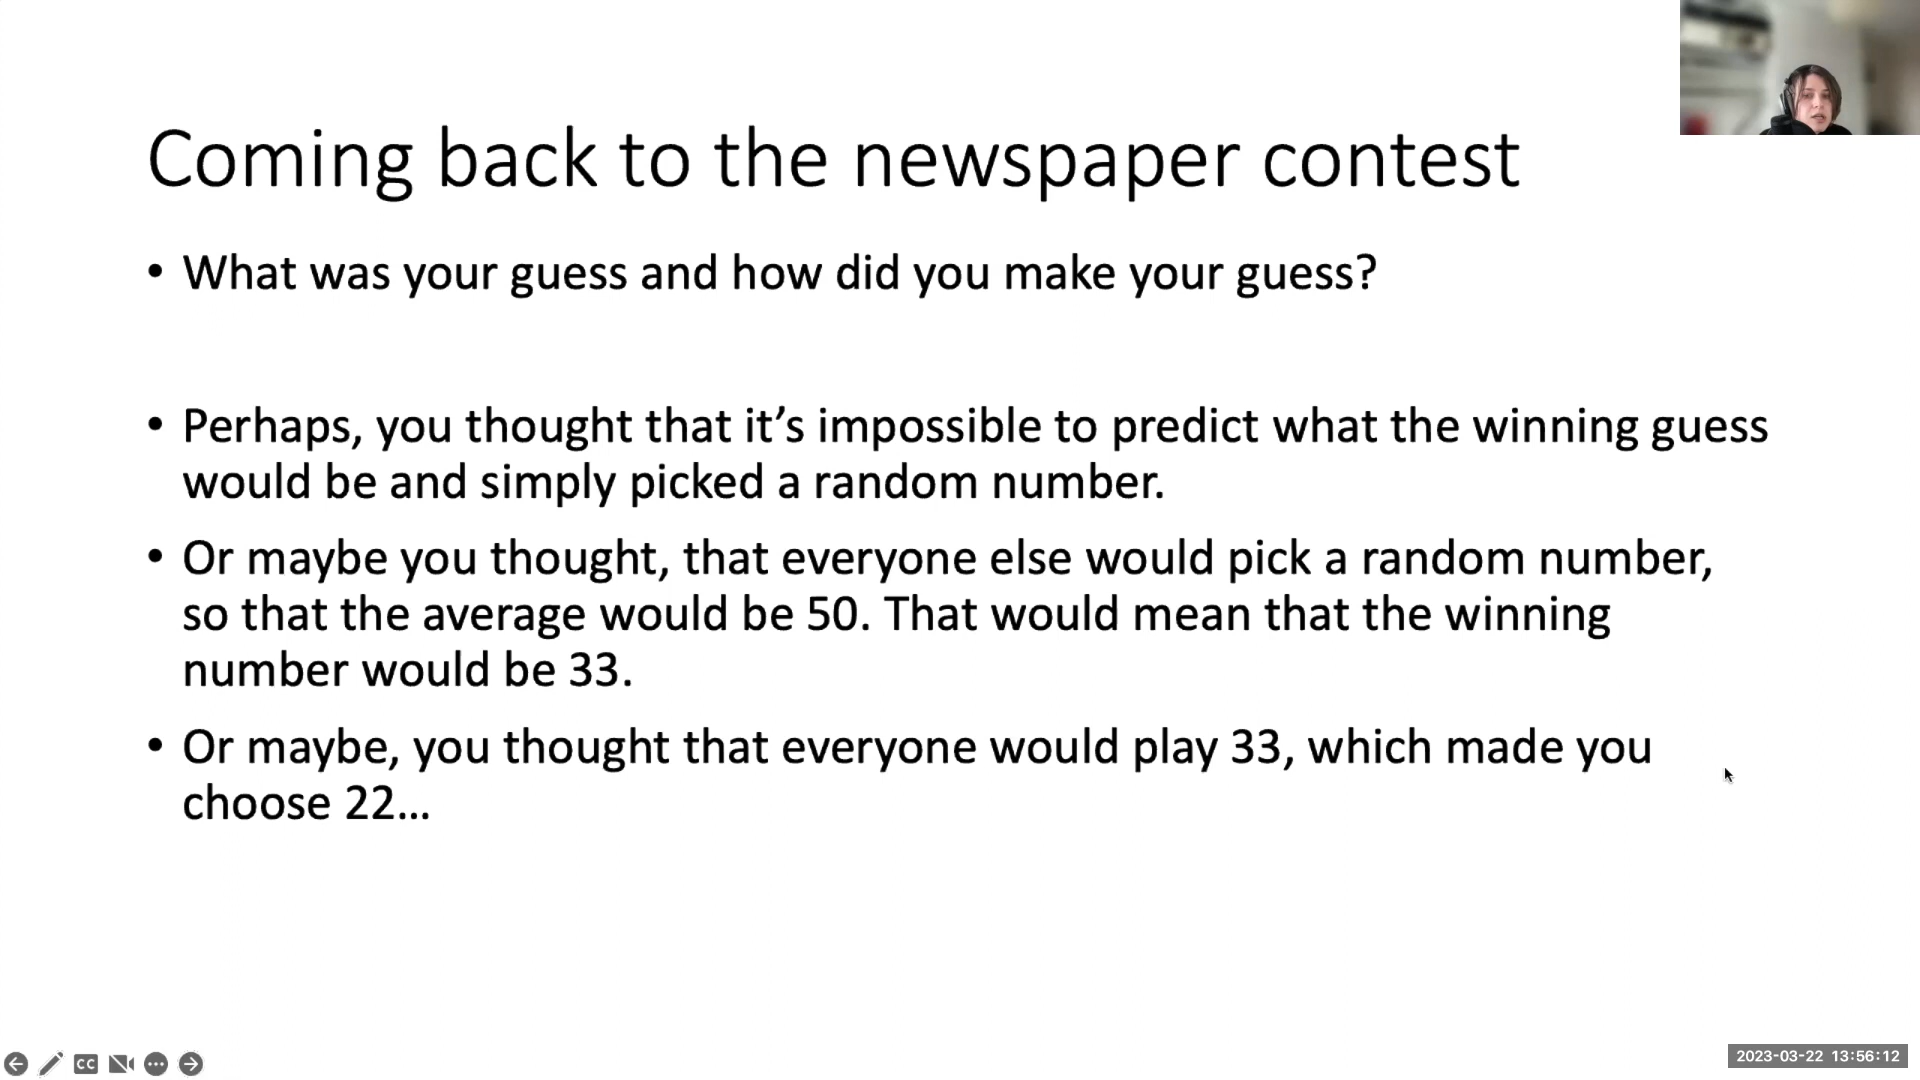 Coming back to the newspaper contest
• What was your guess and how did you make your guess?
• Perhaps, you thought that it’s impossible to predict what the winning guess
would be and simply picked a random number.
• Or maybe you thought, that everyone else would pick a random number,
so that the average would be 50. That would mean that the winning
number would be 33.
• Or maybe, you thought that everyone would play 33, which made you
choose 22…
CC
2023-03-22 13:56:12